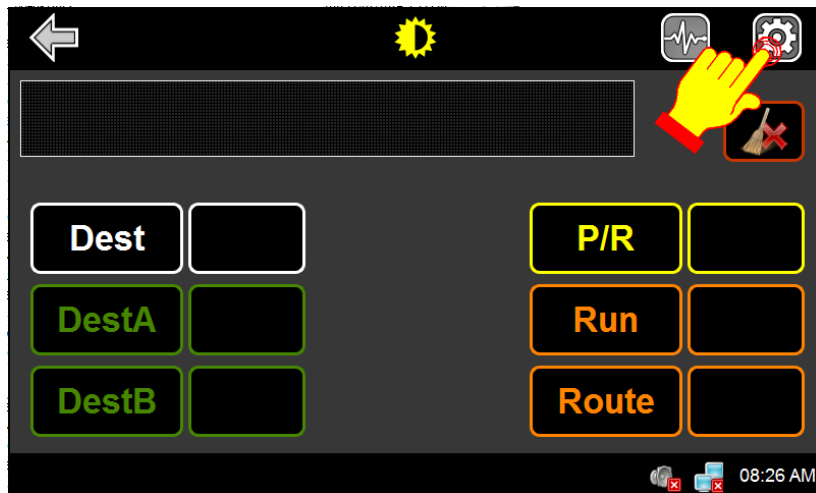 Dest
P/R
DestA
Run
DestB
Route
08:26 AM